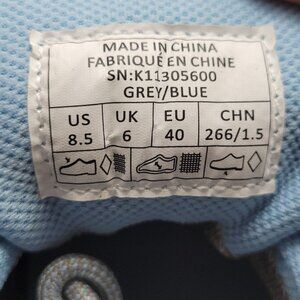 MADE IN CHINA
FABRIQUÉ EN CHINE
SN:K11305600
GREY/BLUE
US UK EU CHN
8.5 6 40 266/1.5